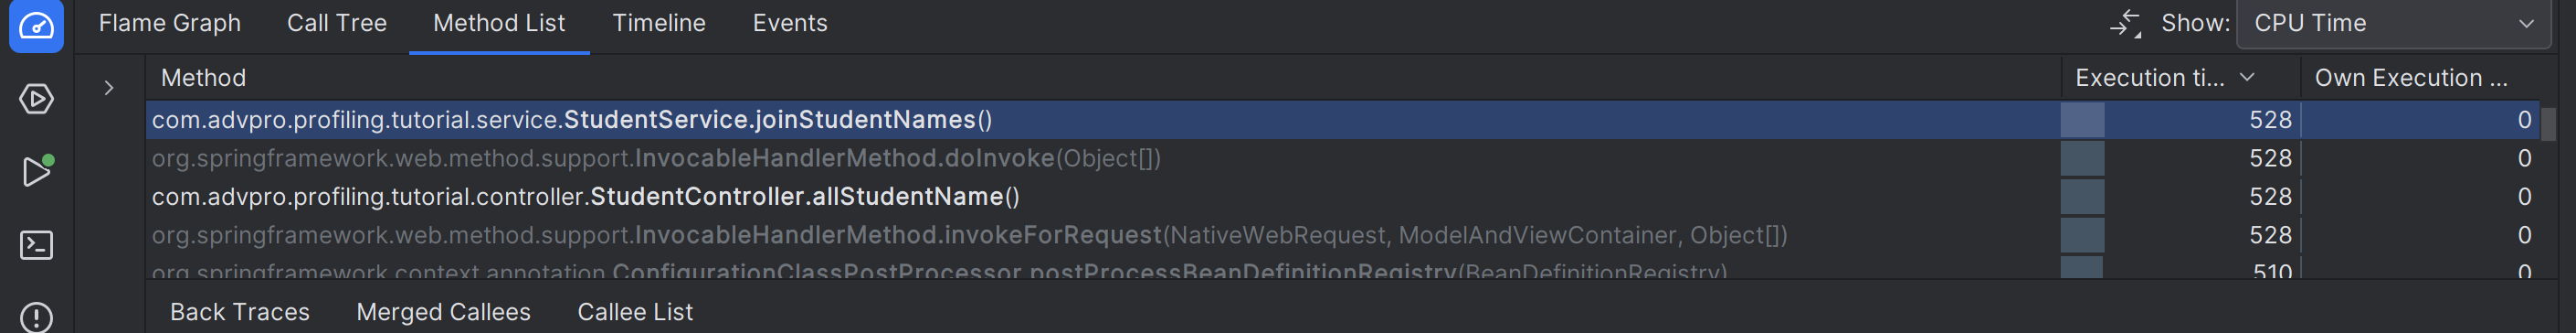 Flame Graph Call Tree Method List Timeline Events Show: CPU Time
Method Execution ti... Own Execution ...
com.advpro.profiling.tutorial.service.StudentService.joinStudentNames() 528 0
org.springframework.web.method.support.InvocableHandlerMethod.doInvoke(Object[]) 528 0
com.advpro.profiling.tutorial.controller.StudentController.allStudentName() 528 0
org.springframework.web.method.support.InvocableHandlerMethod.invokeForRequest(NativeWebRequest, ModelAndViewContainer, Object[]) 528 0
org.springframework.context.annotation.ConfigurationClassPostProcessor.postProcessBeanDefinitionRegistry(BeanDefinitionRegistry) 510 0
Back Traces Merged Callees Callee List